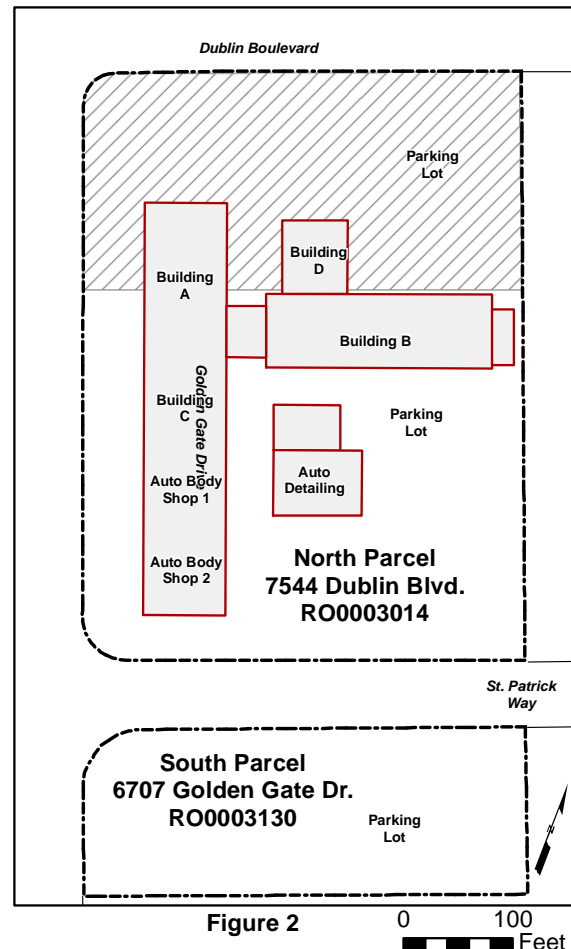 Dublin Boulevard
Parking
Lot
Building
D
Building
A
Building B
Golden Gate Drive
Building
C
Parking
Lot
Auto Body
Shop 1
Auto
Detailing
Auto Body
Shop 2
North Parcel
7544 Dublin Blvd.
RO0003014
St. Patrick
Way
South Parcel
6707 Golden Gate Dr.
RO0003130
Parking
Lot
N
Figure 2
0 100
Feet